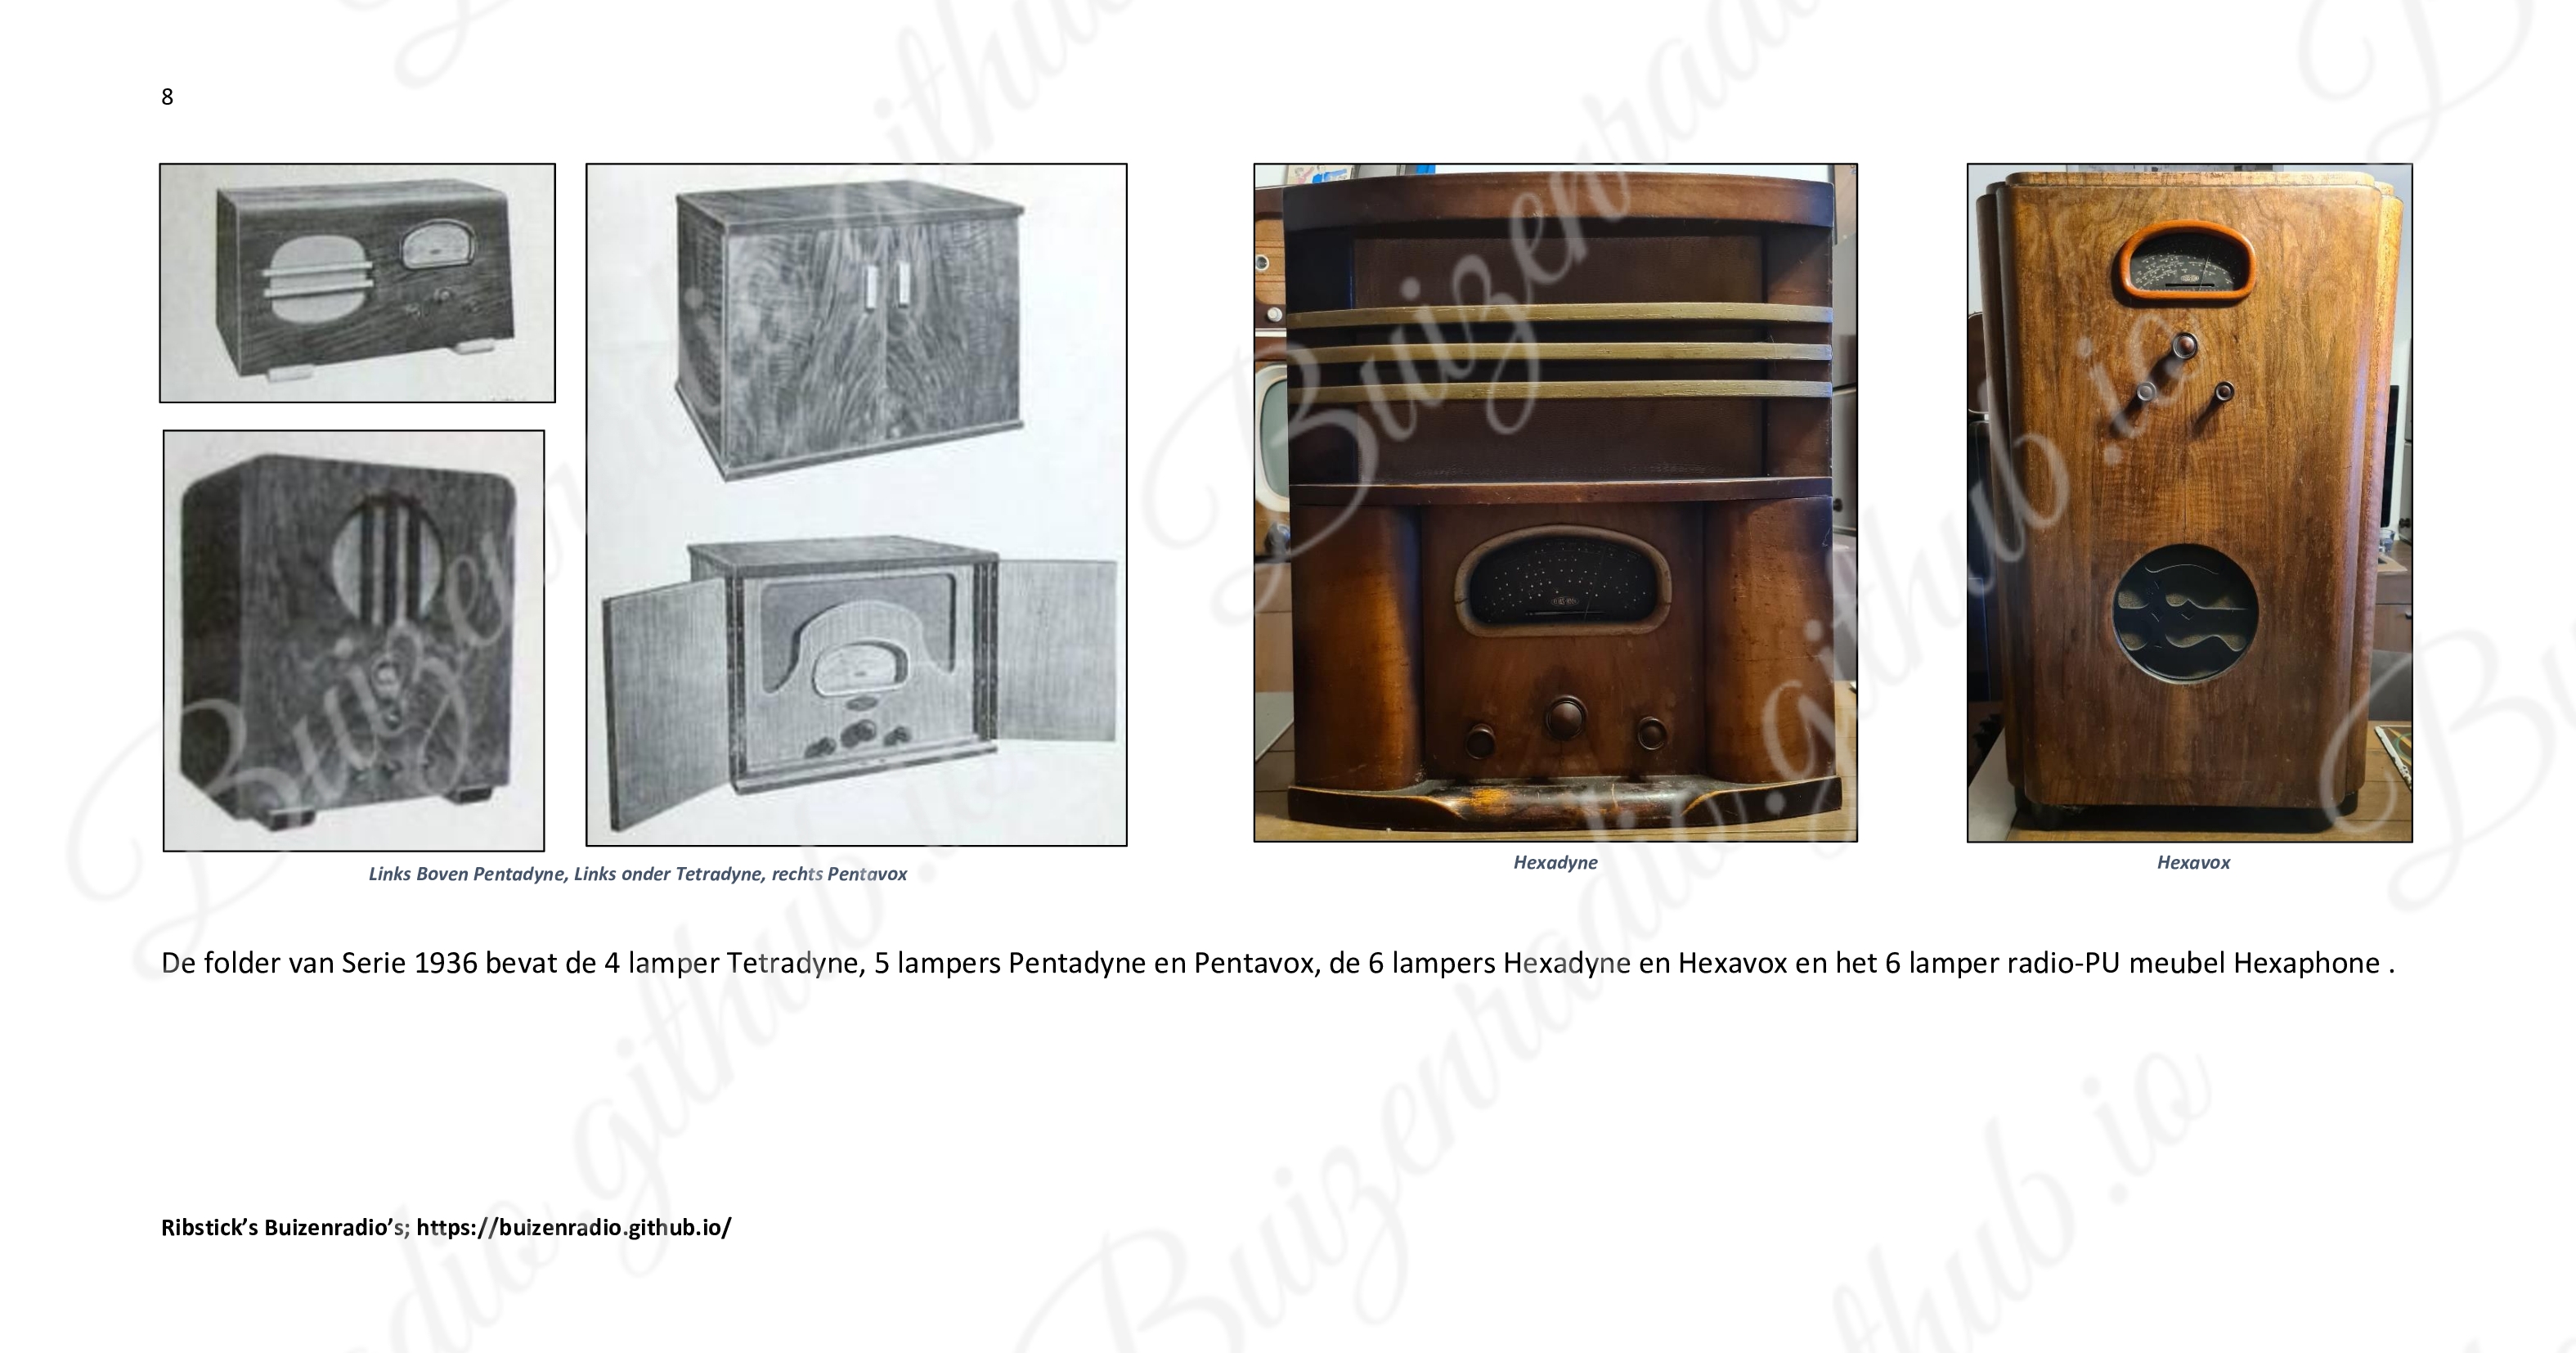 8
Links Boven Pentadyne, Links onder Tetradyne, rechts Pentavox
Hexadyne
Hexavox
De folder van Serie 1936 bevat de 4 lamper Tetradyne, 5 lampers Pentadyne en Pentavox, de 6 lampers Hexadyne en Hexavox en het 6 lamper radio-PU meubel Hexaphone .
Ribstick’s Buizenradio’s; https://buizenradio.github.io/
Buizenradio.github.io